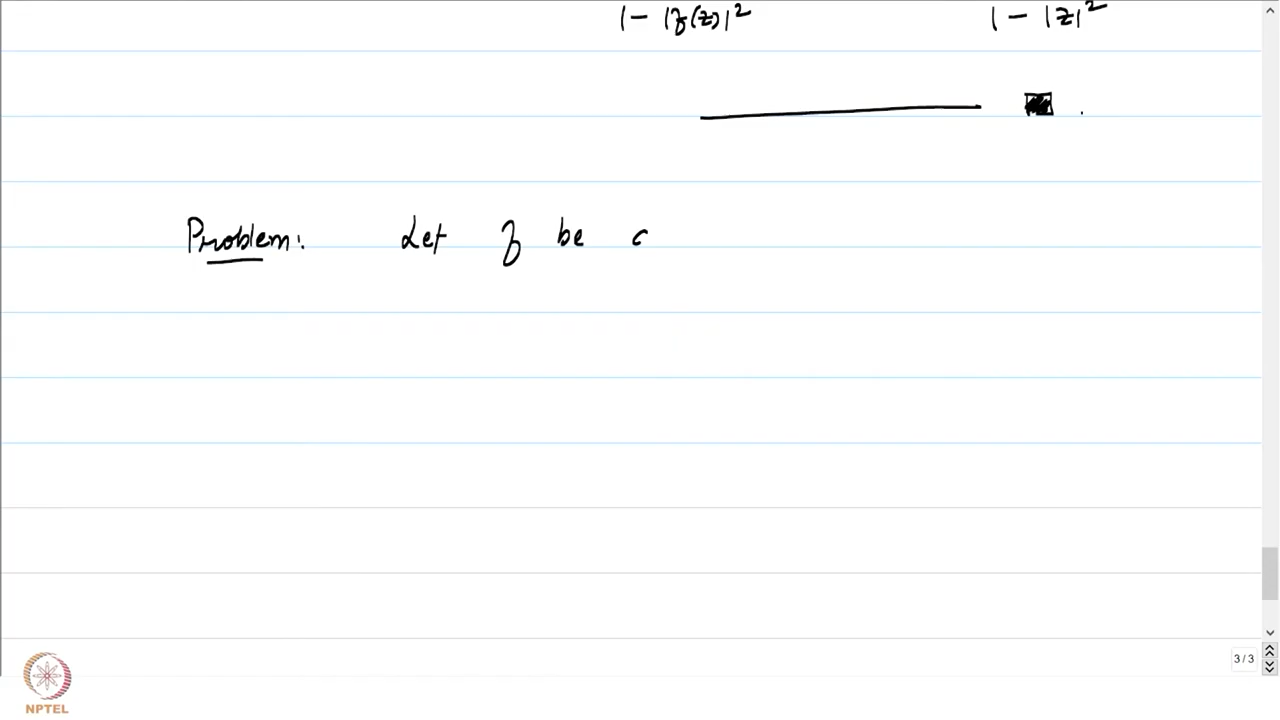 1 - |f(z)|² 1 - |z|²
Problem: Let f be a
3 / 3
NPTEL